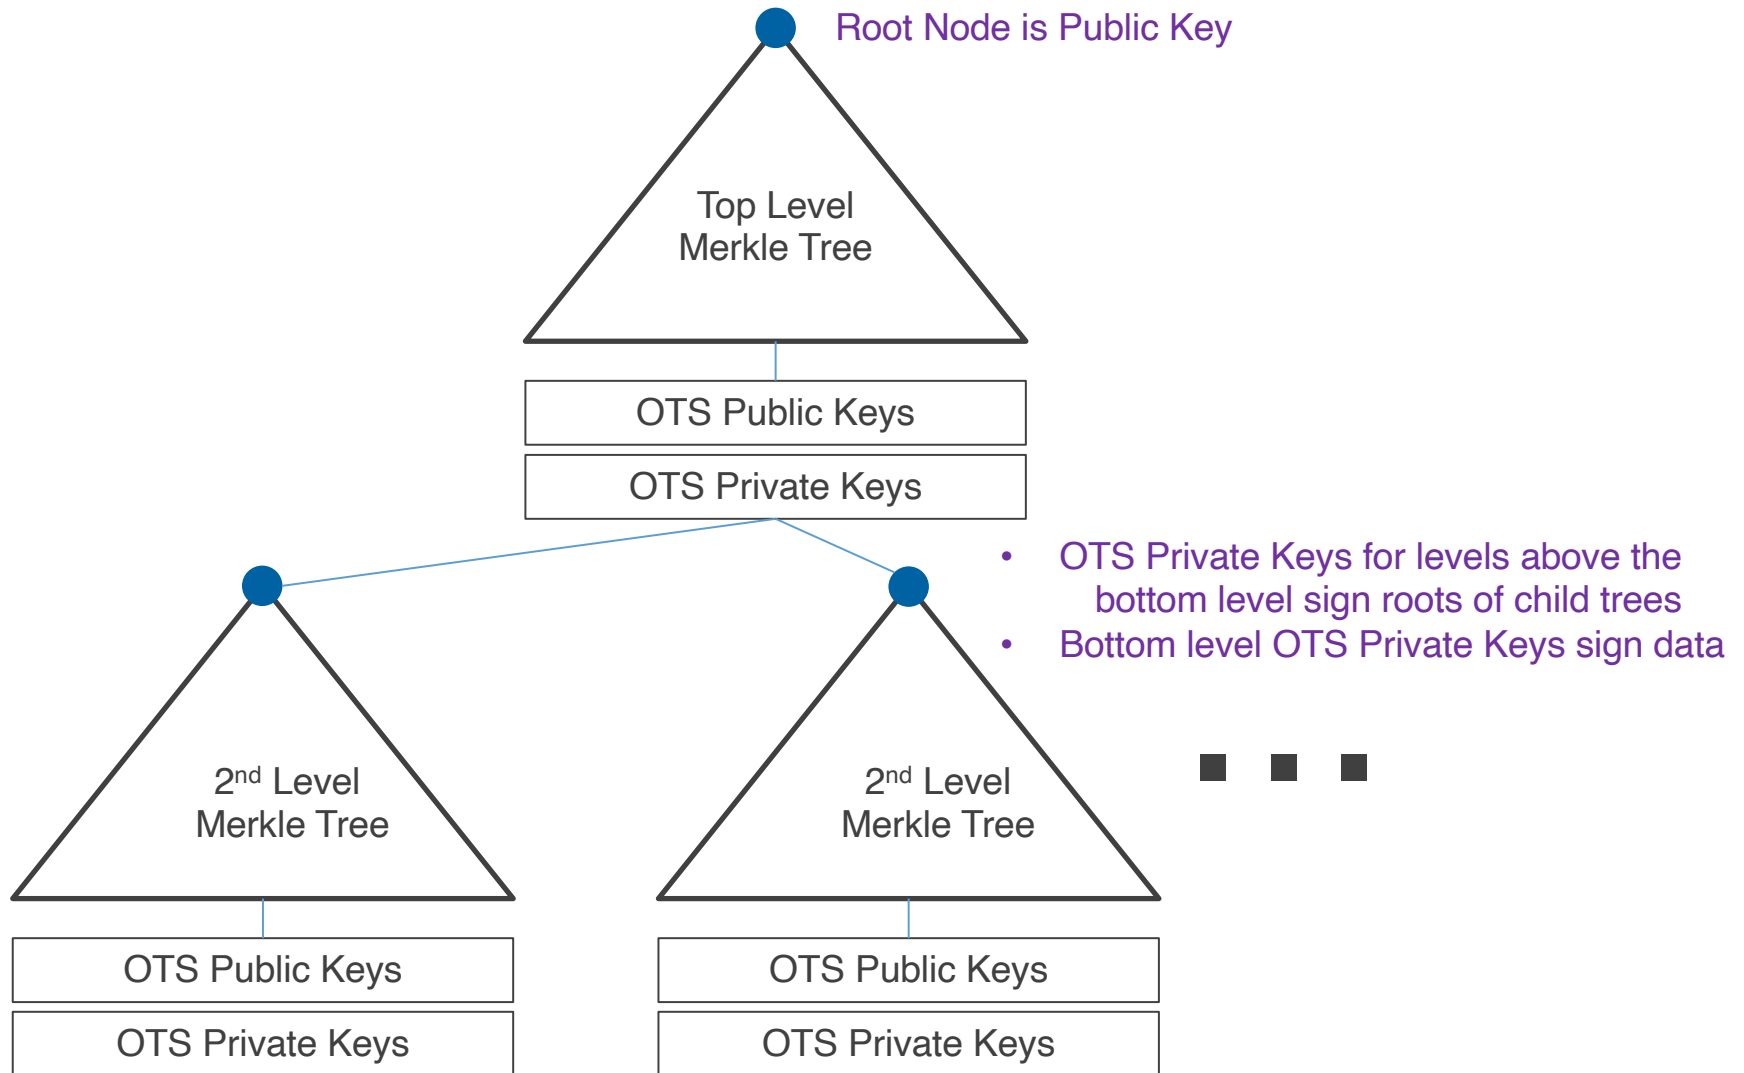 Root Node is Public Key
Top Level
Merkle Tree
OTS Public Keys
OTS Private Keys
• OTS Private Keys for levels above the
bottom level sign roots of child trees
• Bottom level OTS Private Keys sign data
2nd Level
Merkle Tree
2nd Level
Merkle Tree
OTS Public Keys
OTS Public Keys
OTS Private Keys
OTS Private Keys